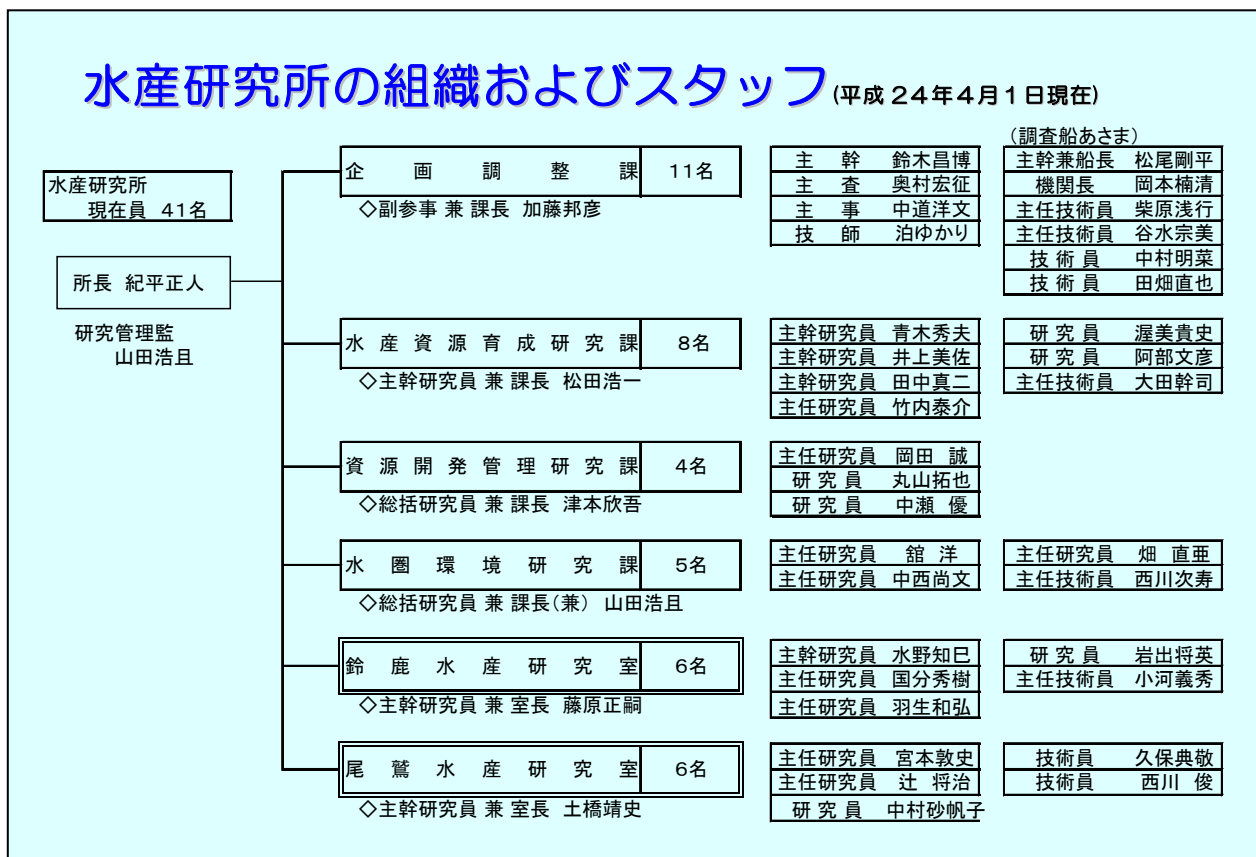 水産研究所の組織およびスタッフ(平成24年4月1日現在)
水産研究所
現在員 41名
所長 紀平正人
研究管理監
山田浩且
企画調整課 11名
◇副参事 兼 課長 加藤邦彦
主幹 鈴木昌博
主査 奥村宏征
主事 中道洋文
技師 泊ゆかり
(調査船あさま)
主幹兼船長 松尾剛平
機関長 岡本楠清
主任技術員 柴原浅行
主任技術員 谷水宗美
技術員 中村明菜
技術員 田畑直也
水産資源育成研究課 8名
◇主幹研究員 兼 課長 松田浩一
主幹研究員 青木秀夫
主幹研究員 井上美佐
主幹研究員 田中真二
主任研究員 竹内泰介
研究員 渥美貴史
研究員 阿部文彦
主任技術員 大田幹司
資源開発管理研究課 4名
◇総括研究員 兼 課長 津本欣吾
主任研究員 岡田 誠
研究員 丸山拓也
研究員 中瀬 優
水圏環境研究課 5名
◇総括研究員 兼 課長(兼) 山田浩且
主任研究員 舘 洋
主任研究員 中西尚文
主任研究員 畑 直亜
主任技術員 西川次寿
鈴鹿水産研究室 6名
◇主幹研究員 兼 室長 藤原正嗣
主幹研究員 水野知巳
主任研究員 国分秀樹
主任研究員 羽生和弘
研究員 岩出将英
主任技術員 小河義秀
尾鷲水産研究室 6名
◇主幹研究員 兼 室長 土橋靖史
主任研究員 宮本敦史
主任研究員 辻 将治
研究員 中村砂帆子
技術員 久保典敬
技術員 西川 俊